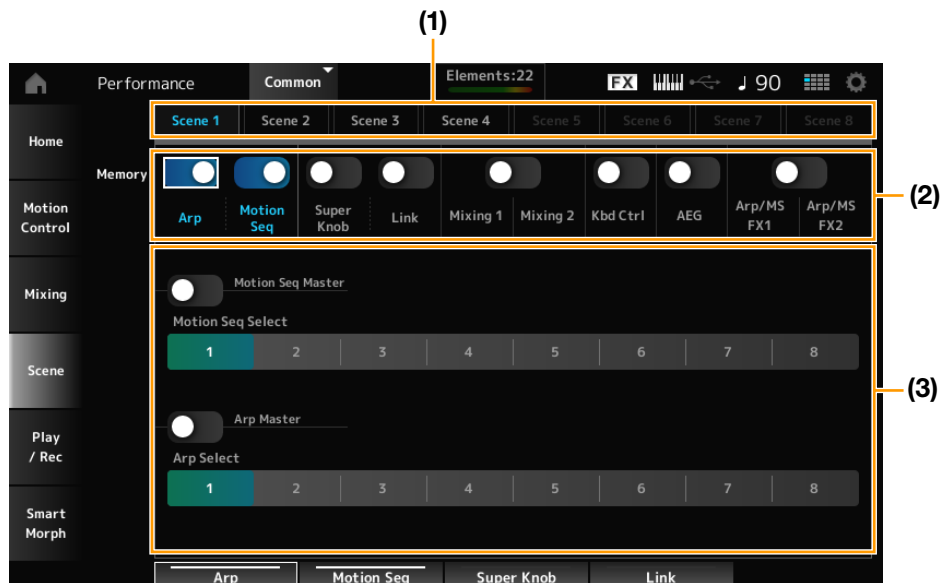 (1)
Performance Common Elements:22 FX ♩ 90
Scene 1 Scene 2 Scene 3 Scene 4 Scene 5 Scene 6 Scene 7 Scene 8
Home
Memory
(2)
Arp Motion Seq Super Knob Link Mixing 1 Mixing 2 Kbd Ctrl AEG Arp/MS FX1 Arp/MS FX2
Motion Control
Motion Seq Master
Mixing
Motion Seq Select
1 2 3 4 5 6 7 8
Scene
(3)
Arp Master
Play / Rec
Arp Select
1 2 3 4 5 6 7 8
Smart Morph
Arp Motion Seq Super Knob Link